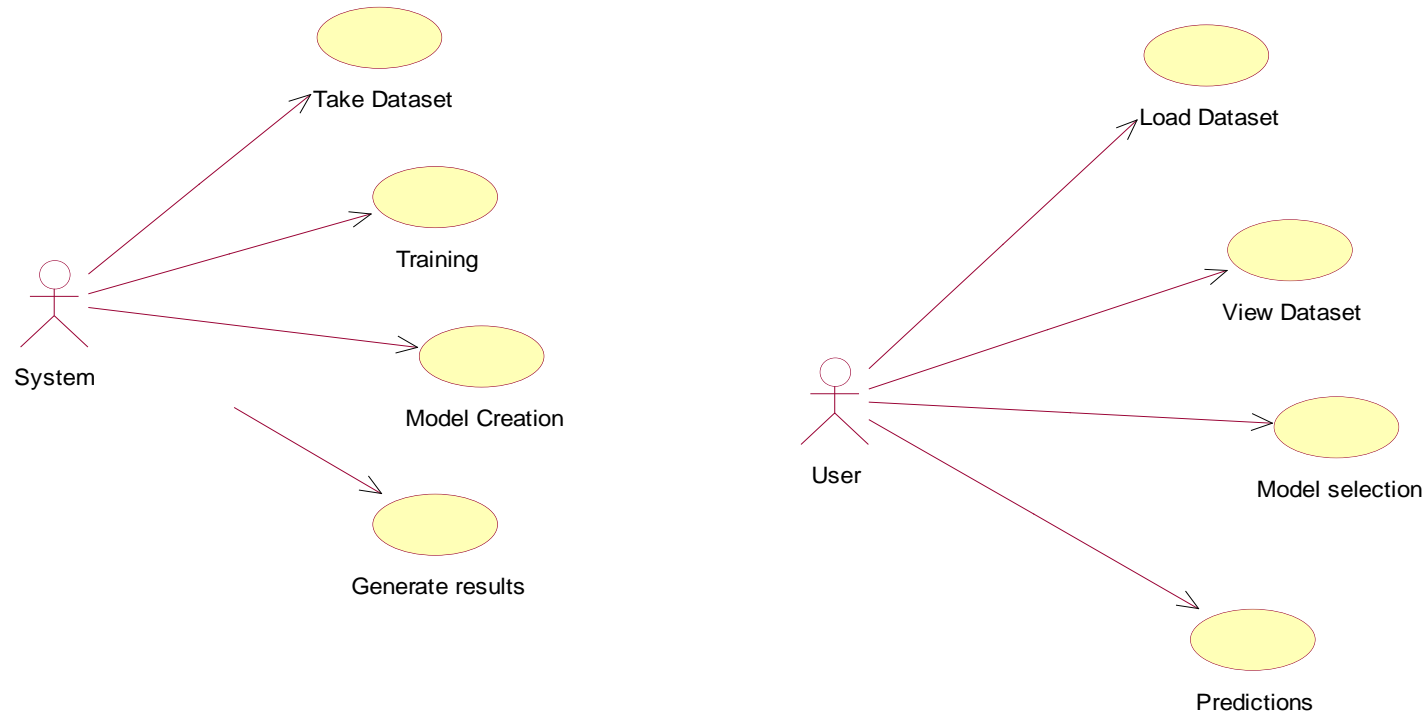 Take Dataset
Training
System
Model Creation
Generate results
Load Dataset
View Dataset
User
Model selection
Predictions